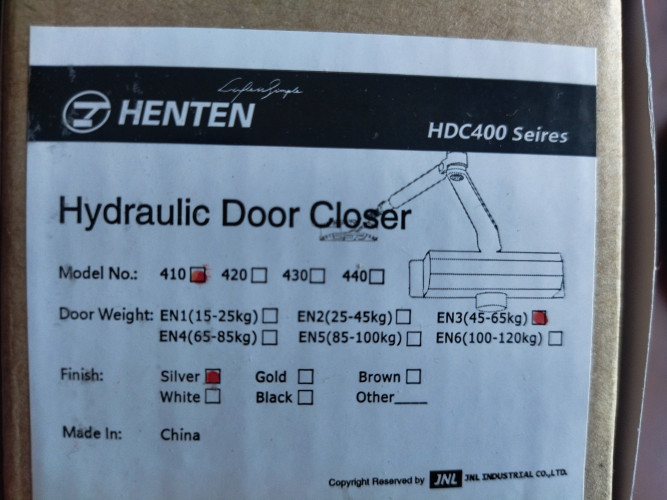 HENTEN
HDC400 Seires
Hydraulic Door Closer
Model No.: 410 420 430 440
Door Weight: EN1(15-25kg) EN2(25-45kg) EN3(45-65kg)
EN4(65-85kg) EN5(85-100kg) EN6(100-120kg)
Finish: Silver Gold Brown
White Black Other____
Made In: China
Copyright Reserved by JNL JNL INDUSTRIAL CO.,LTD.